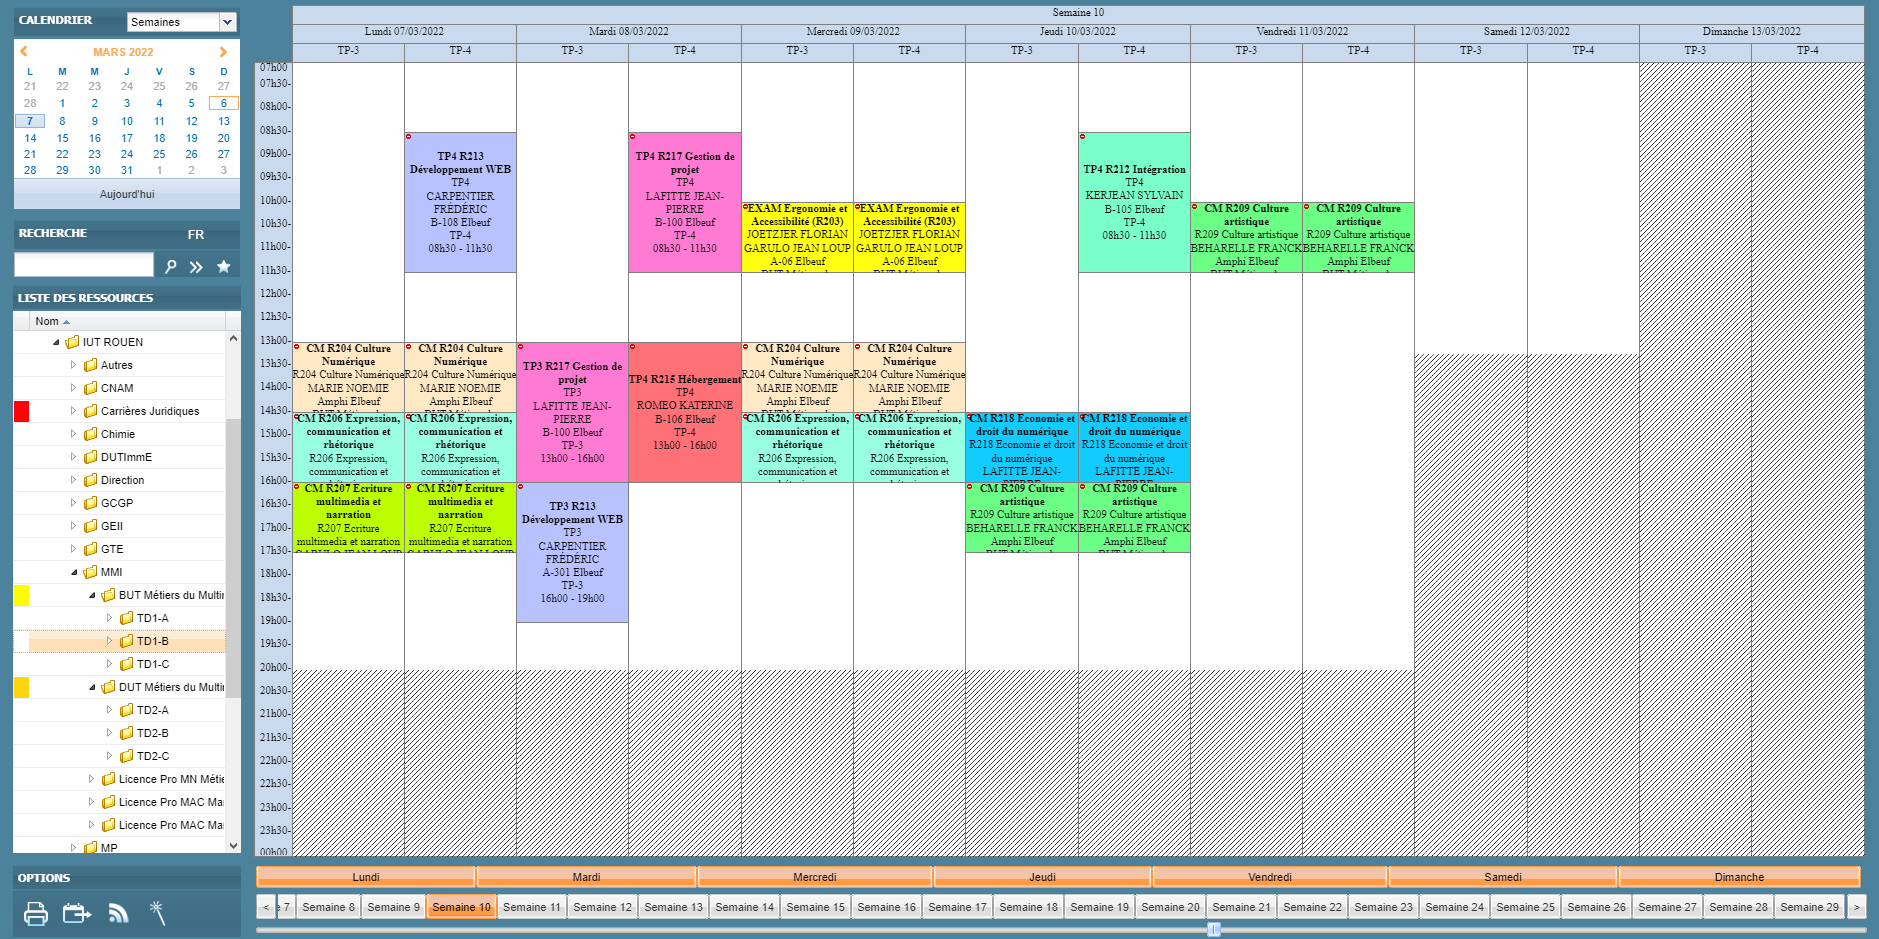 CALENDRIER
Semaines
MARS 2022
L M M J V S D
21 22 23 24 25 26 27
28 1 2 3 4 5 6
7 8 9 10 11 12 13
14 15 16 17 18 19 20
21 22 23 24 25 26 27
28 29 30 31 1 2 3
Aujourd'hui
RECHERCHE FR
LISTE DES RESSOURCES
Nom
IUT ROUEN
Autres
CNAM
Carrières Juridiques
Chimie
DUTImmE
Direction
GCGP
GEII
GTE
MMI
BUT Métiers du Multin
TD1-A
TD1-B
TD1-C
DUT Métiers du Multin
TD2-A
TD2-B
TD2-C
Licence Pro MN Métie
Licence Pro MAC Ma
Licence Pro MAC Ma
MP
OPTIONS
Semaine 10
Lundi 07/03/2022 Mardi 08/03/2022 Mercredi 09/03/2022 Jeudi 10/03/2022 Vendredi 11/03/2022 Samedi 12/03/2022 Dimanche 13/03/2022
TP-3 TP-4 TP-3 TP-4 TP-3 TP-4 TP-3 TP-4 TP-3 TP-4 TP-3 TP-4 TP-3 TP-4
07h00
07h30-
08h00-
08h30-
09h00-
09h30-
10h00-
10h30-
11h00-
11h30-
12h00-
12h30-
13h00-
13h30-
14h00-
14h30-
15h00-
15h30-
16h00-
16h30-
17h00-
17h30-
18h00-
18h30-
19h00-
19h30-
20h00-
20h30-
21h00-
21h30-
22h00-
22h30-
23h00-
23h30-
00h00
CM R204 Culture
Numérique
R204 Culture Numérique
MARIE NOEMIE
Amphi Elbeuf
CM R206 Expression,
communication et
rhétorique
R206 Expression,
communication et
CM R207 Ecriture
multimedia et
narration
R207 Ecriture
multimedia et narration
GARULO JEAN LOUP
TP4 R213
Développement WEB
TP4
CARPENTIER
FRÉDÉRIC
B-108 Elbeuf
TP-4
08h30 - 11h30
CM R204 Culture
Numérique
R204 Culture Numérique
MARIE NOEMIE
Amphi Elbeuf
CM R206 Expression,
communication et
rhétorique
R206 Expression,
communication et
CM R207 Ecriture
multimedia et
narration
R207 Ecriture
multimedia et narration
GARULO JEAN LOUP
TP3 R217 Gestion de
projet
TP3
LAFITTE JEAN-
PIERRE
B-100 Elbeuf
TP-3
13h00 - 16h00
TP3 R213
Développement WEB
TP3
CARPENTIER
FRÉDÉRIC
A-301 Elbeuf
TP-3
16h00 - 19h00
TP4 R217 Gestion de
projet
TP4
LAFITTE JEAN-
PIERRE
B-100 Elbeuf
TP-4
08h30 - 11h30
TP4 R215 Hébergement
TP4
ROMEO KATERINE
B-106 Elbeuf
TP-4
13h00 - 16h00
EXAM Ergonomie et
Accessibilité (R203)
JOETZJER FLORIAN
GARULO JEAN LOUP
A-06 Elbeuf
CM R204 Culture
Numérique
R204 Culture Numérique
MARIE NOEMIE
Amphi Elbeuf
CM R206 Expression,
communication et
rhétorique
R206 Expression,
communication et
EXAM Ergonomie et
Accessibilité (R203)
JOETZJER FLORIAN
GARULO JEAN LOUP
A-06 Elbeuf
CM R204 Culture
Numérique
R204 Culture Numérique
MARIE NOEMIE
Amphi Elbeuf
CM R206 Expression,
communication et
rhétorique
R206 Expression,
communication et
CM R218 Economie et
droit du numérique
R218 Economie et droit
du numérique
LAFITTE JEAN-
PIERRE
CM R209 Culture
artistique
R209 Culture artistique
BEHARELLE FRANCK
Amphi Elbeuf
TP4 R212 Intégration
TP4
KERJEAN SYLVAIN
B-105 Elbeuf
TP-4
08h30 - 11h30
CM R218 Economie et
droit du numérique
R218 Economie et droit
du numérique
LAFITTE JEAN-
PIERRE
CM R209 Culture
artistique
R209 Culture artistique
BEHARELLE FRANCK
Amphi Elbeuf
CM R209 Culture
artistique
R209 Culture artistique
BEHARELLE FRANCK
Amphi Elbeuf
CM R209 Culture
artistique
R209 Culture artistique
BEHARELLE FRANCK
Amphi Elbeuf
Lundi Mardi Mercredi Jeudi Vendredi Samedi Dimanche
< 7 Semaine 8 Semaine 9 Semaine 10 Semaine 11 Semaine 12 Semaine 13 Semaine 14 Semaine 15 Semaine 16 Semaine 17 Semaine 18 Semaine 19 Semaine 20 Semaine 21 Semaine 22 Semaine 23 Semaine 24 Semaine 25 Semaine 26 Semaine 27 Semaine 28 Semaine 29 >